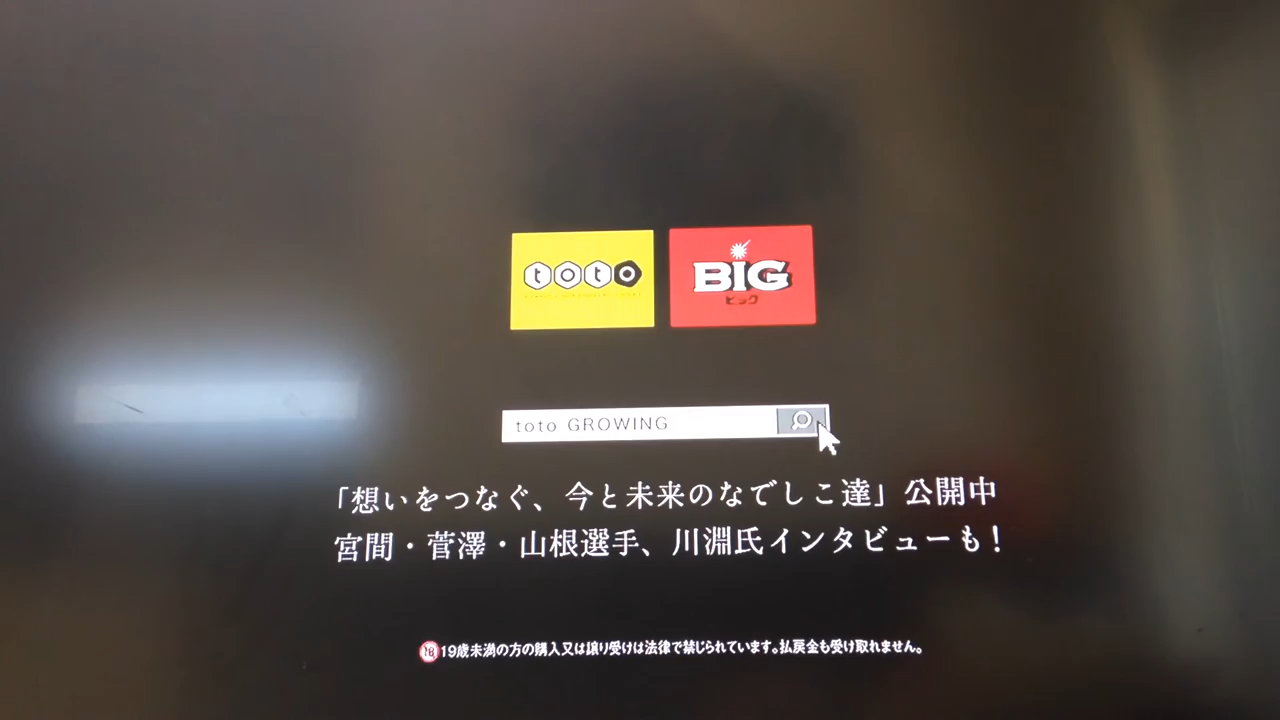 toto
BIG
ビッグ
toto GROWING
「想いをつなぐ、今と未来のなでしこ達」公開中
宮間・菅澤・山根選手、川淵氏インタビューも!
19歳未満の方の購入又は譲り受けは法律で禁じられています。払戻金も受け取れません。